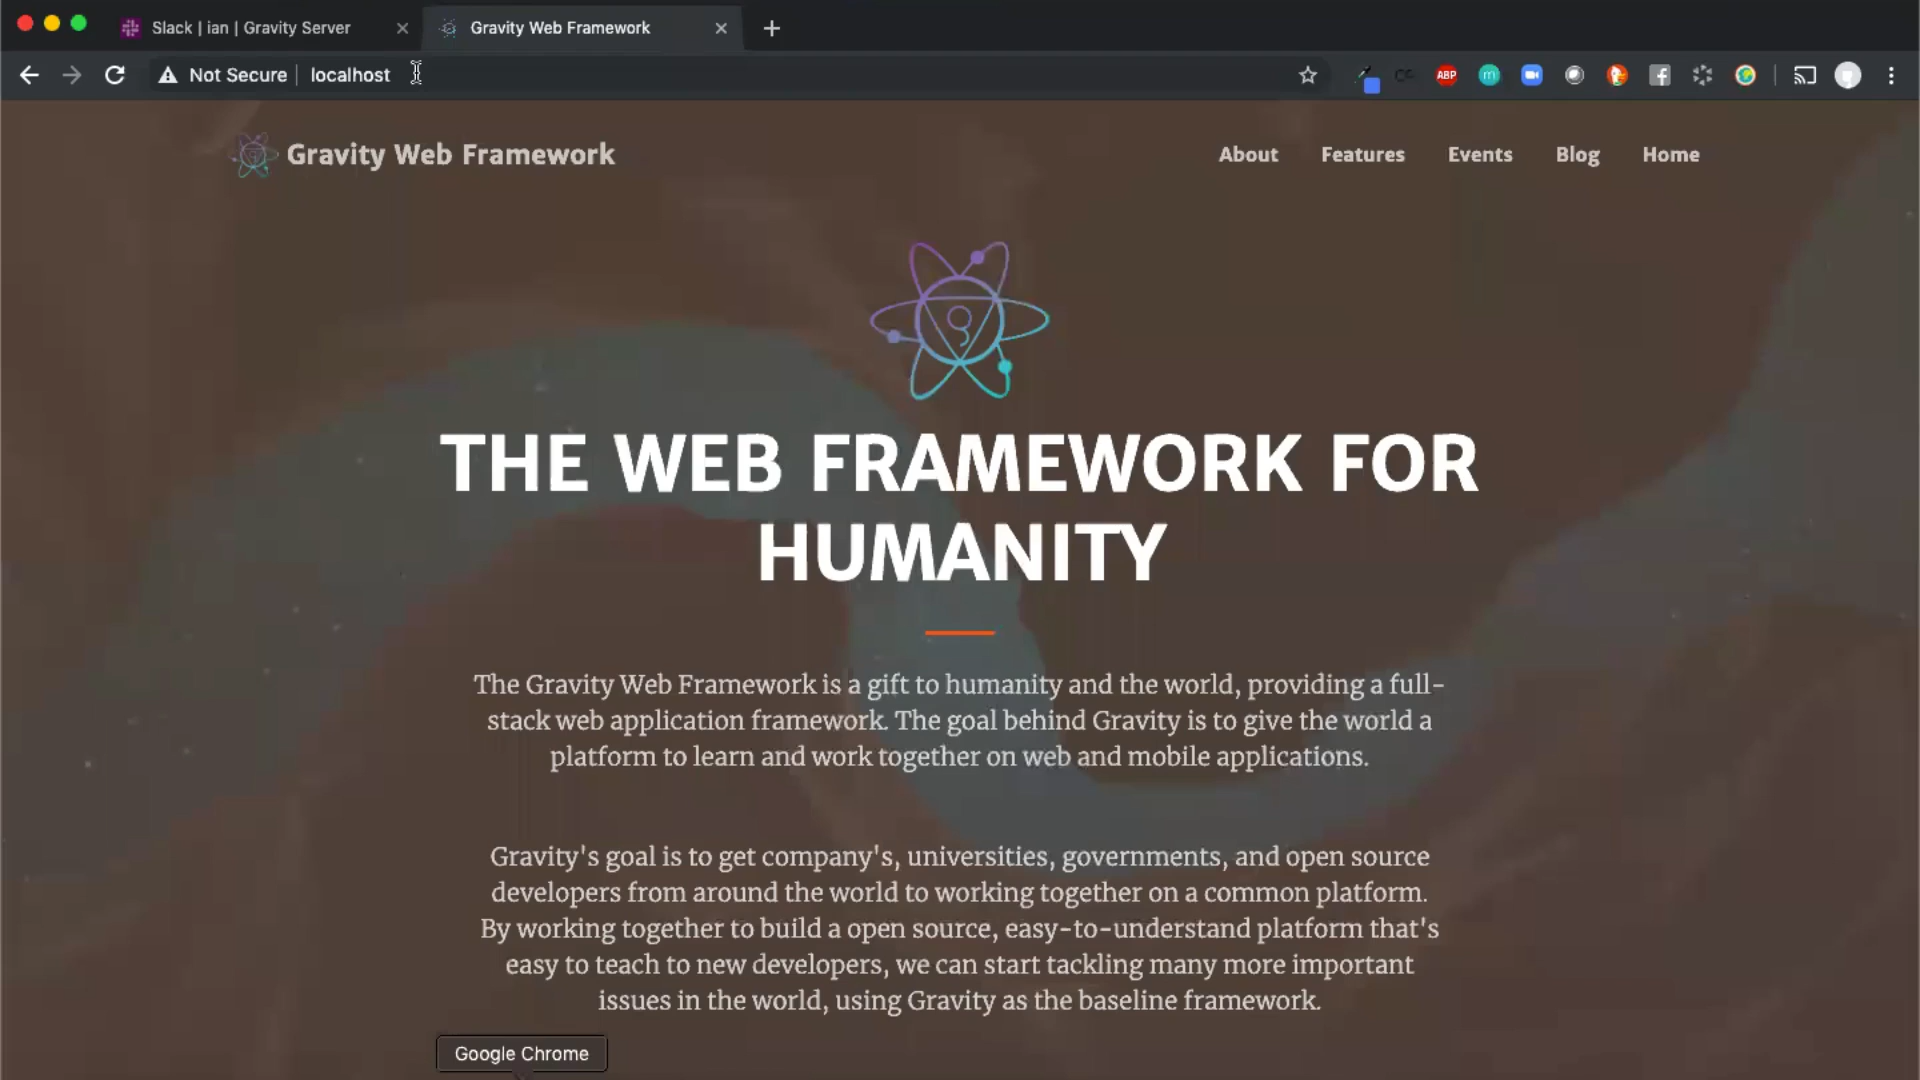 Slack | ian | Gravity Server
Gravity Web Framework
Not Secure | localhost
ABP
Gravity Web Framework
About Features Events Blog Home
THE WEB FRAMEWORK FOR
HUMANITY
The Gravity Web Framework is a gift to humanity and the world, providing a full-
stack web application framework. The goal behind Gravity is to give the world a
platform to learn and work together on web and mobile applications.
Gravity's goal is to get company's, universities, governments, and open source
developers from around the world to working together on a common platform.
By working together to build a open source, easy-to-understand platform that's
easy to teach to new developers, we can start tackling many more important
issues in the world, using Gravity as the baseline framework.
Google Chrome